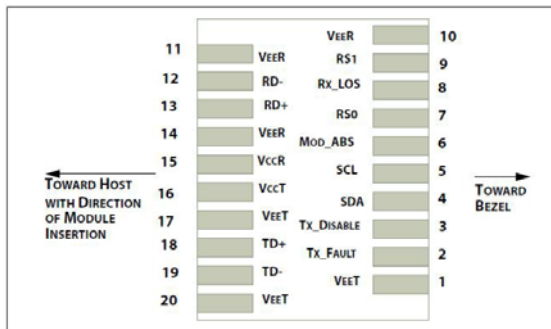 VEER 10
11 VEER RS1 9
12 RD- RX_LOS 8
13 RD+ RS0 7
14 VEER MOD_ABS 6
15 VCCR SCL 5
16 VCCT SDA 4
17 VEET TX_DISABLE 3
18 TD+ TX_FAULT 2
19 TD- VEET 1
20 VEET
TOWARD HOST
WITH DIRECTION
OF MODULE
INSERTION
TOWARD
BEZEL